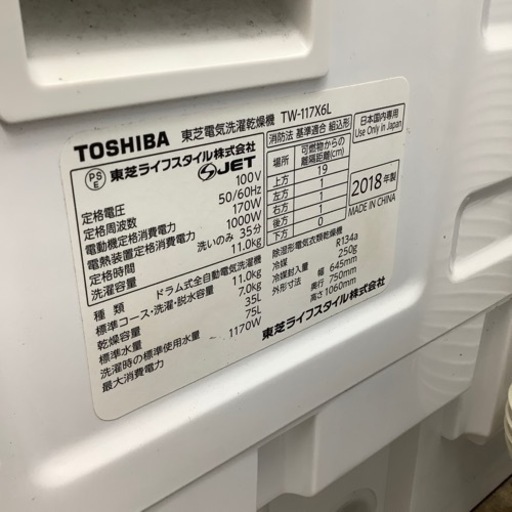 TOSHIBA 東芝電気洗濯乾燥機 TW-117X6L
PS E 東芝ライフスタイル株式会社
S JET
定格電圧 100V
定格周波数 50/60Hz
電動機定格消費電力 170W
電熱装置定格消費電力 1000W
定格時間 洗いのみ 35分
洗濯容量 11.0kg
種類 ドラム式全自動電気洗濯機
標準コース・洗濯・脱水容量 11.0kg
乾燥容量 7.0kg
標準水量 35L
洗濯時の標準使用水量 75L
最大消費電力 ~ 1170W
消防法 基準適合 組込形
場所 可燃物からの離隔距離(cm)
上方 19
左方 1
右方 1
前方 1
後方 1
下方 0
除湿形電気衣類乾燥機
冷媒 R134a
冷媒封入量 250g
外形寸法 幅 645mm
奥行 750mm
高さ 1060mm
東芝ライフスタイル株式会社
日本国内専用
Use Only in Japan
2018年製
MADE IN CHINA